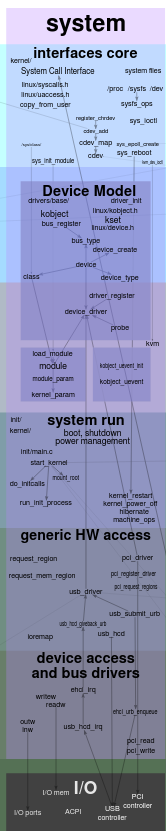 system
interfaces core
kernel/
System Call Interface
system files
linux/syscalls.h
linux/uaccess.h
copy_from_user
/proc /sysfs /dev
sysfs_ops
register_chrdev
cdev_add
cdev_map
cdev
sys_ioctl
sys_epoll_create
sys_reboot
sys_init_module
Device Model
drivers/base/
driver_init
kobject
linux/kobject.h
kset
bus_register
linux/device.h
bus_type
device_create
device
class
device_type
driver_register
device_driver
probe
kvm
load_module
module
module_param
kernel_param
kobject_uevent_init
kobject_uevent
init/
system run
kernel/
boot, shutdown
power management
init/main.c
start_kernel
mount_root
do_initcalls
run_init_process
kernel_restart
kernel_power_off
hibernate
machine_ops
generic HW access
request_region
pci_driver
request_mem_region
pci_register_driver
pci_request_regions
usb_driver
usb_submit_urb
usb_hcd_giveback_urb
usb_hcd
ioremap
device access
and bus drivers
ehci_irq
writew
readw
ehci_urb_enqueue
outw
inw
usb_hcd_irq
pci_read
pci_write
I/O
I/O mem
PCI
controller
I/O ports
ACPI
USB
controller